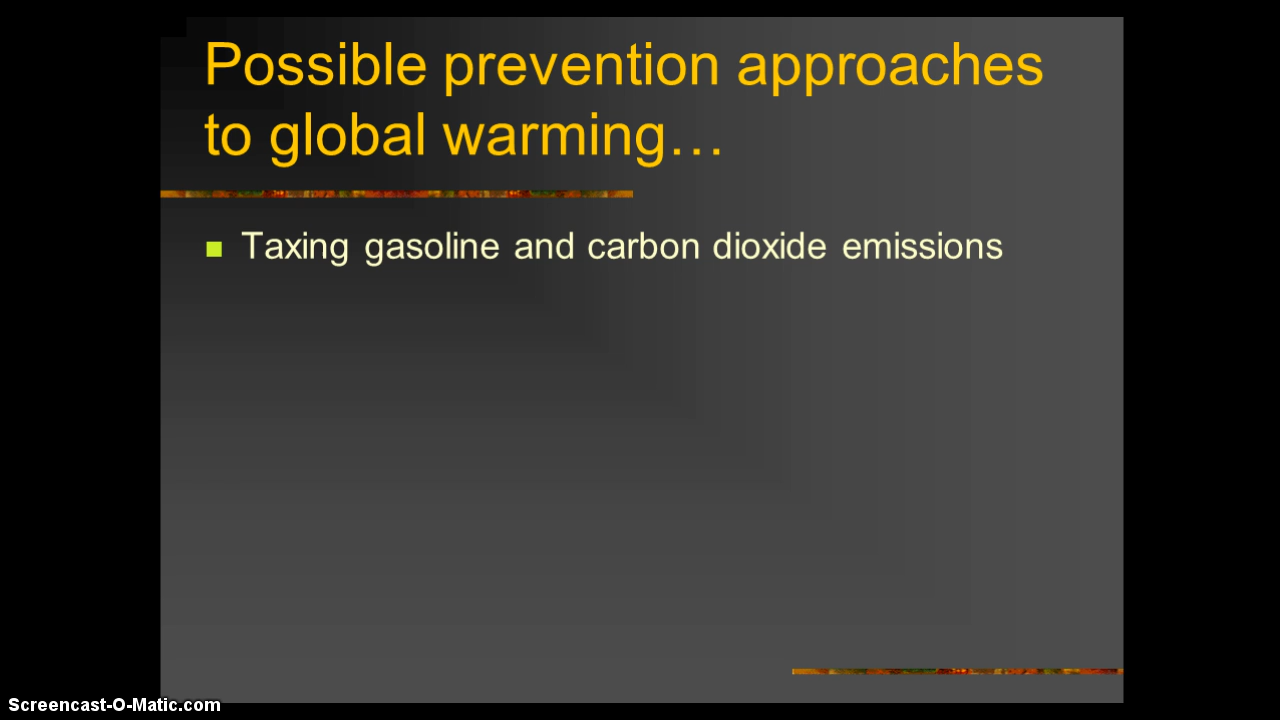 Possible prevention approaches
to global warming…
Taxing gasoline and carbon dioxide emissions
Screencast-O-Matic.com